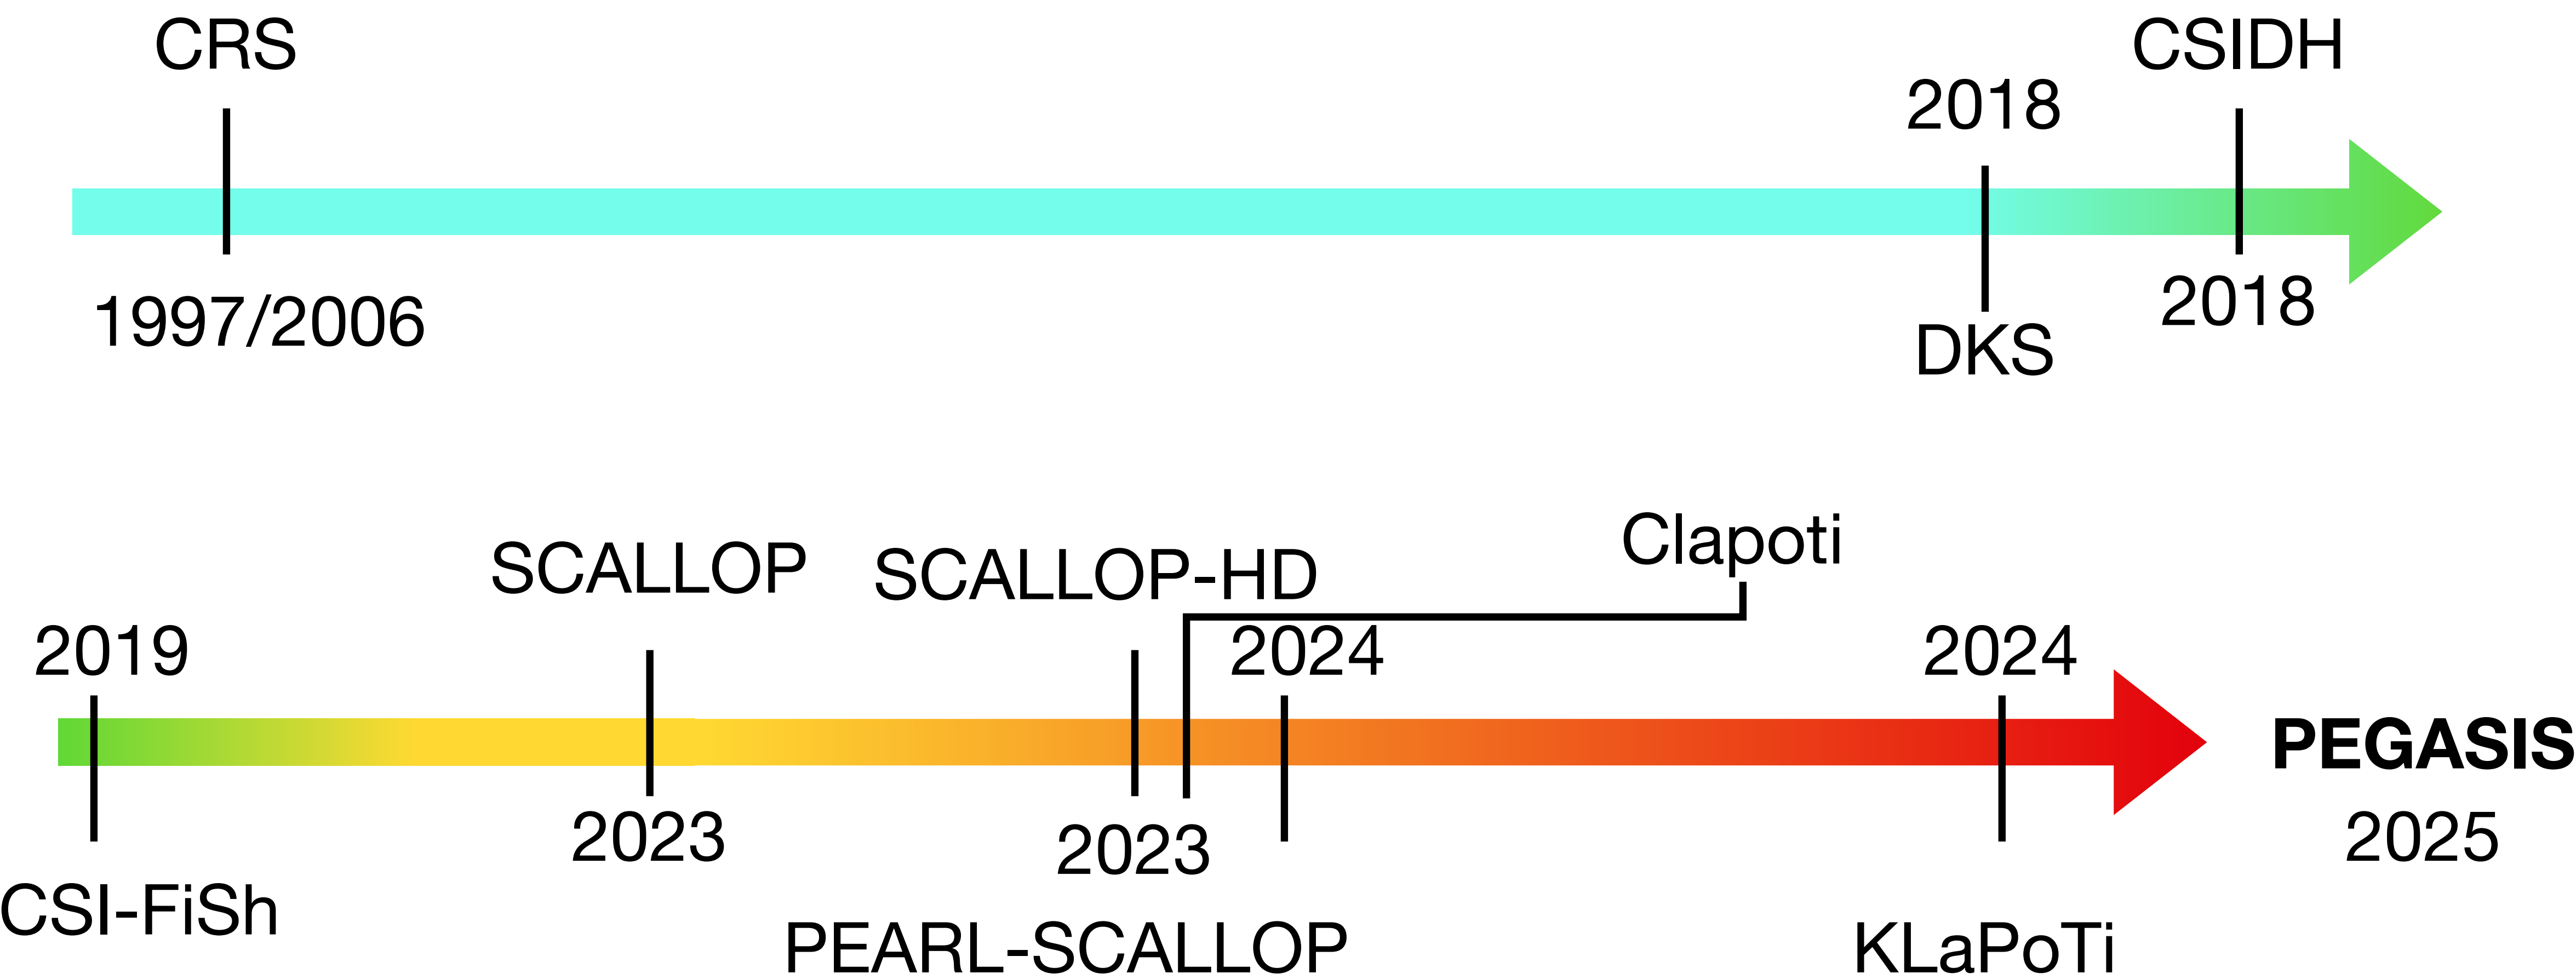 CRS
CSIDH
2018
1997/2006
2018
DKS
Clapoti
SCALLOP
SCALLOP-HD
2019
2024
2024
PEGASIS
2023
2023
2025
CSI-FiSh
PEARL-SCALLOP
KLaPoTi